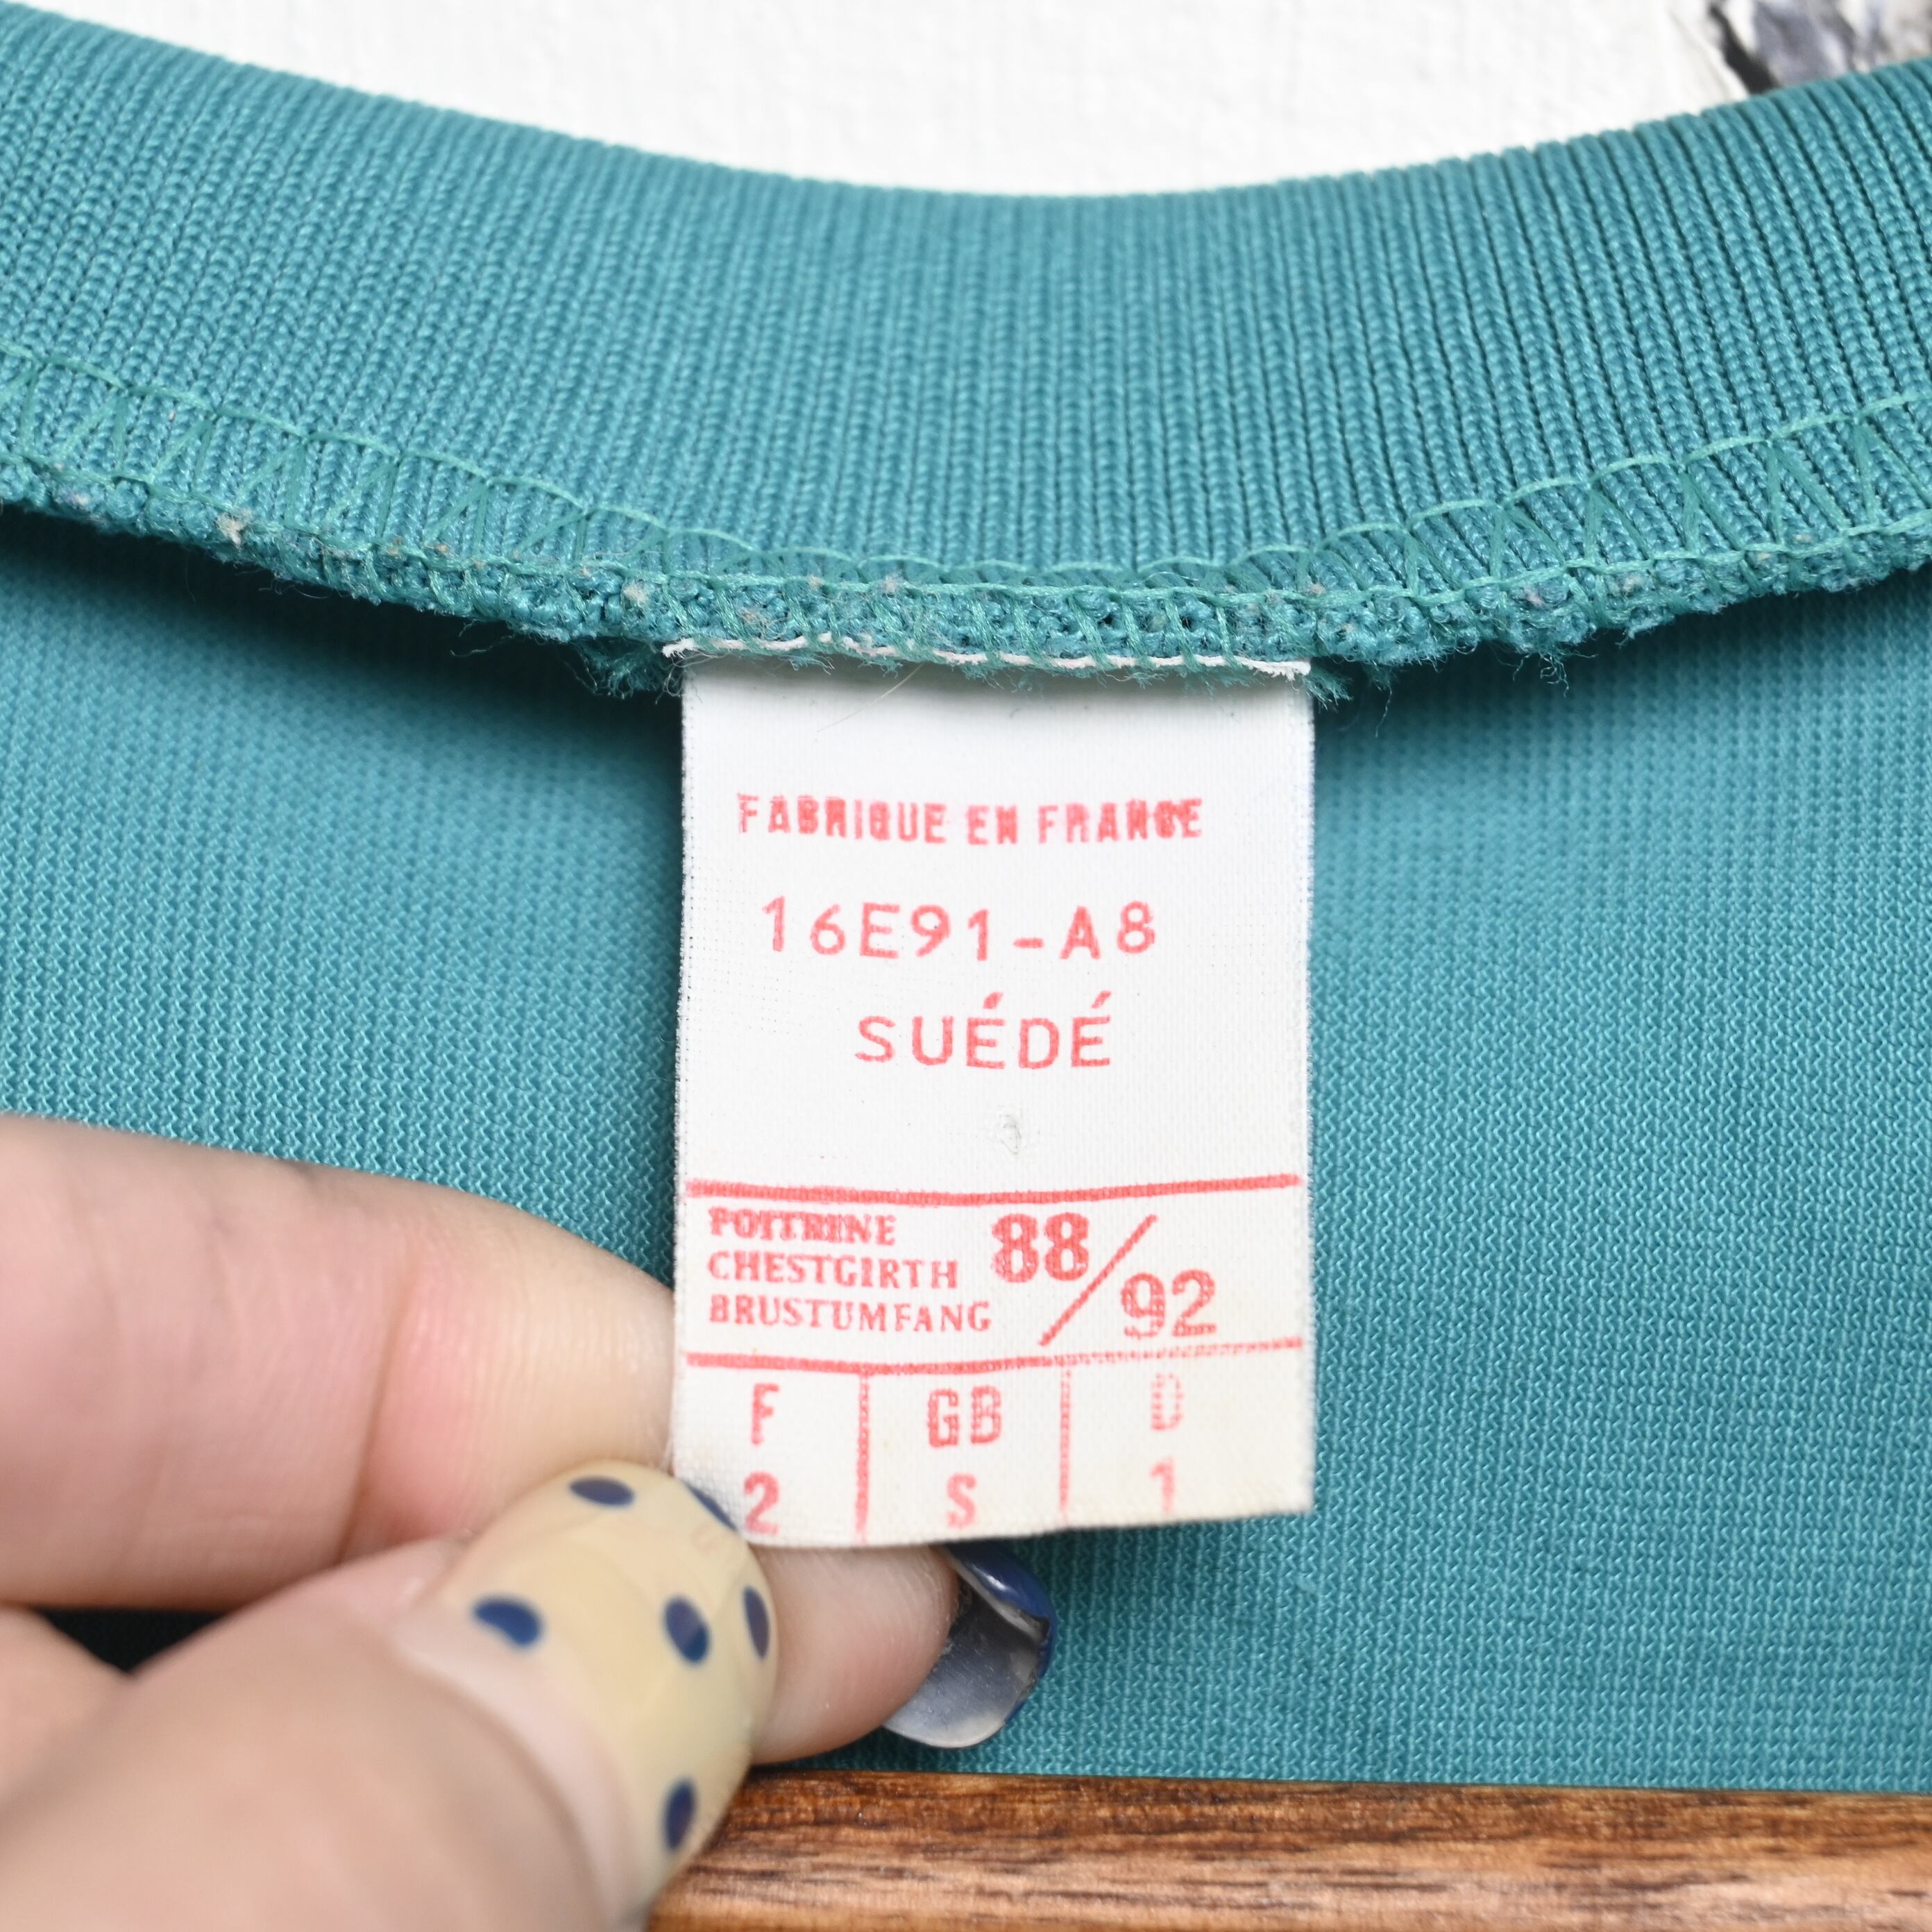 FABRIQUE EN FRANCE
16E91-A8
SUÉDÉ
POITRINE
CHESTGIRTH
BRUSTUMFANG
88/92
F GB D
2 S 1